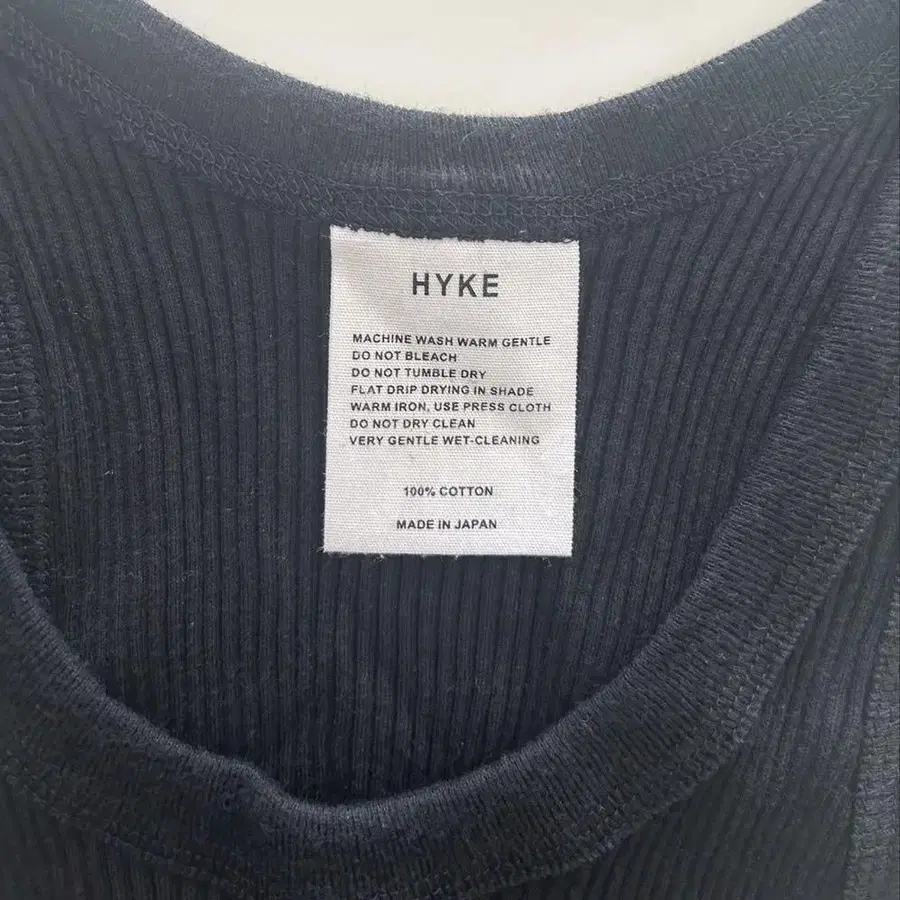 HYKE
MACHINE WASH WARM GENTLE
DO NOT BLEACH
DO NOT TUMBLE DRY
FLAT DRIP DRYING IN SHADE
WARM IRON, USE PRESS CLOTH
DO NOT DRY CLEAN
VERY GENTLE WET-CLEANING
100% COTTON
MADE IN JAPAN